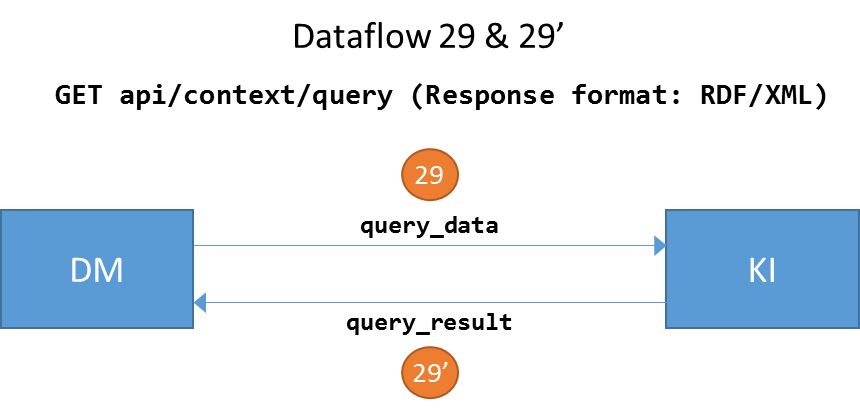 Dataflow 29 & 29’
GET api/context/query (Response format: RDF/XML)
29
query_data
DM
KI
query_result
29’